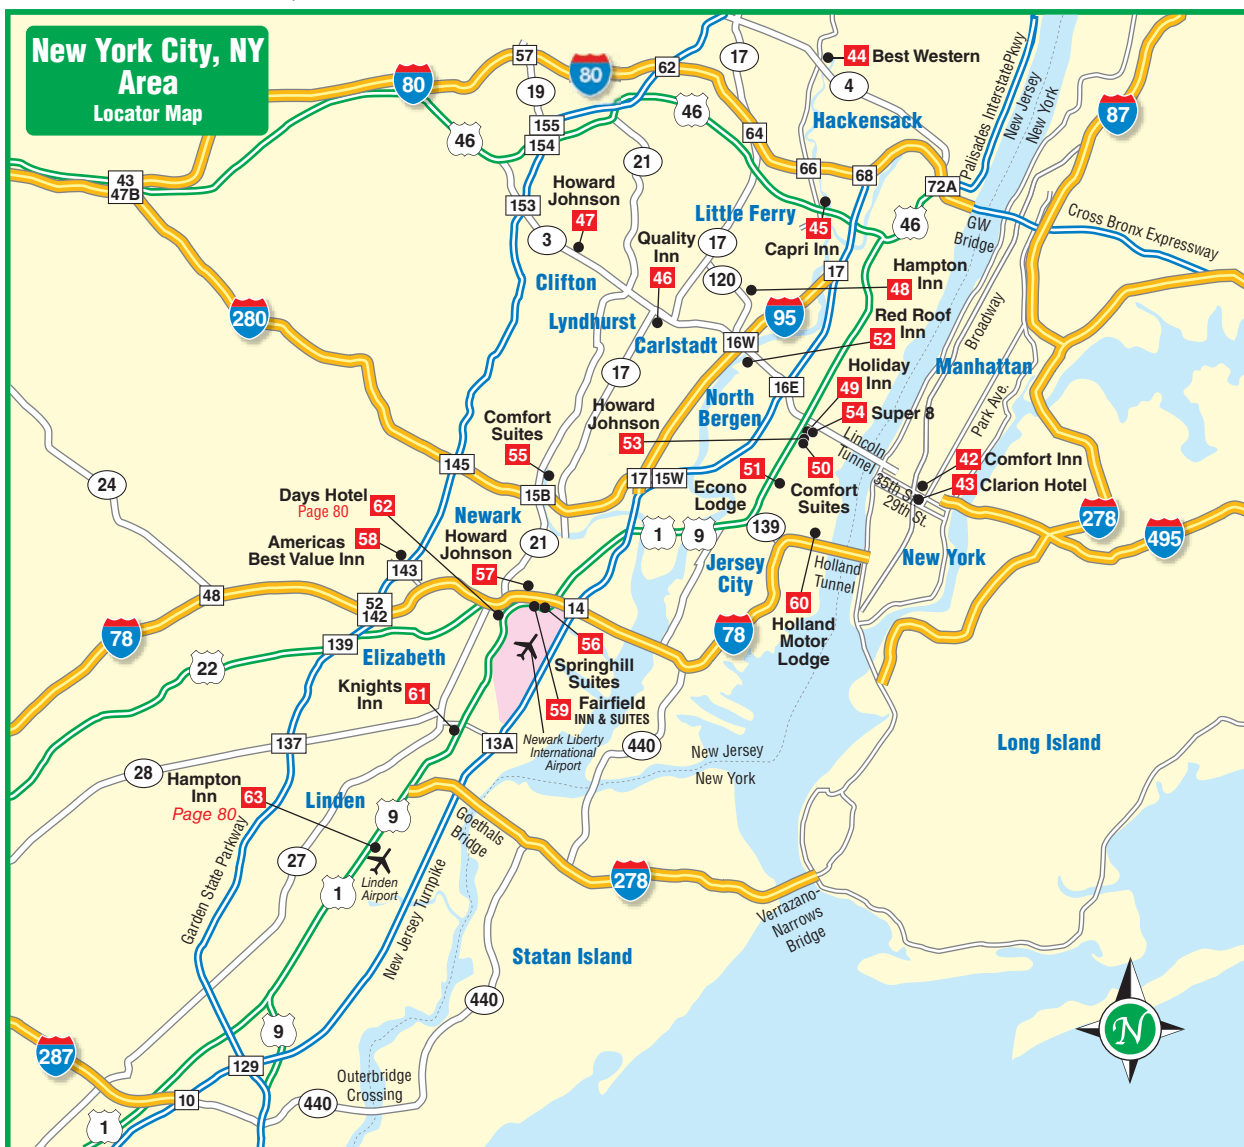 New York City, NY
Area
Locator Map
57
80
80
62
17
44 Best Western
4
Palisades InterstatePkwy
New Jersey
New York
87
19
46
46
155
154
64
Hackensack
21
66
68
72A
43
47B
Howard
Johnson
47
153
3
Little Ferry
45
Capri Inn
46
GW
Bridge
Cross Bronx Expressway
Quality
Inn
46
17
120
17
Hampton
Inn
48
Clifton
280
Lyndhurst
Carlstadt
95
16W
Red Roof
Inn
52
Broadway
Manhattan
17
Holiday
Inn
49
16E
North
Bergen
Howard
Johnson
53
54 Super 8
Park Ave.
Comfort
Suites
55
Lincoln
Tunnel
35th St.
29th St.
42 Comfort Inn
43 Clarion Hotel
145
24
17
15W
51
Econo
Lodge
50
Comfort
Suites
15B
Days Hotel
Page 80
62
Newark
Howard
Johnson
57
21
1
9
139
278
495
Americas
Best Value Inn
58
143
Jersey
City
Holland
Tunnel
New York
48
52
142
14
60
Holland
Motor
Lodge
78
78
139
22
Elizabeth
56
Springhill
Suites
Knights
Inn
61
59
Fairfield
INN & SUITES
137
13A
Newark Liberty
International
Airport
440
New Jersey
New York
Long Island
28
Hampton
Inn
Page 80
63
Linden
9
Goethals
Bridge
27
Linden
Airport
1
278
Garden State Parkway
New Jersey Turnpike
Verrazano-
Narrows
Bridge
Statan Island
440
9
287
129
N
10
440
Outerbridge
Crossing
1